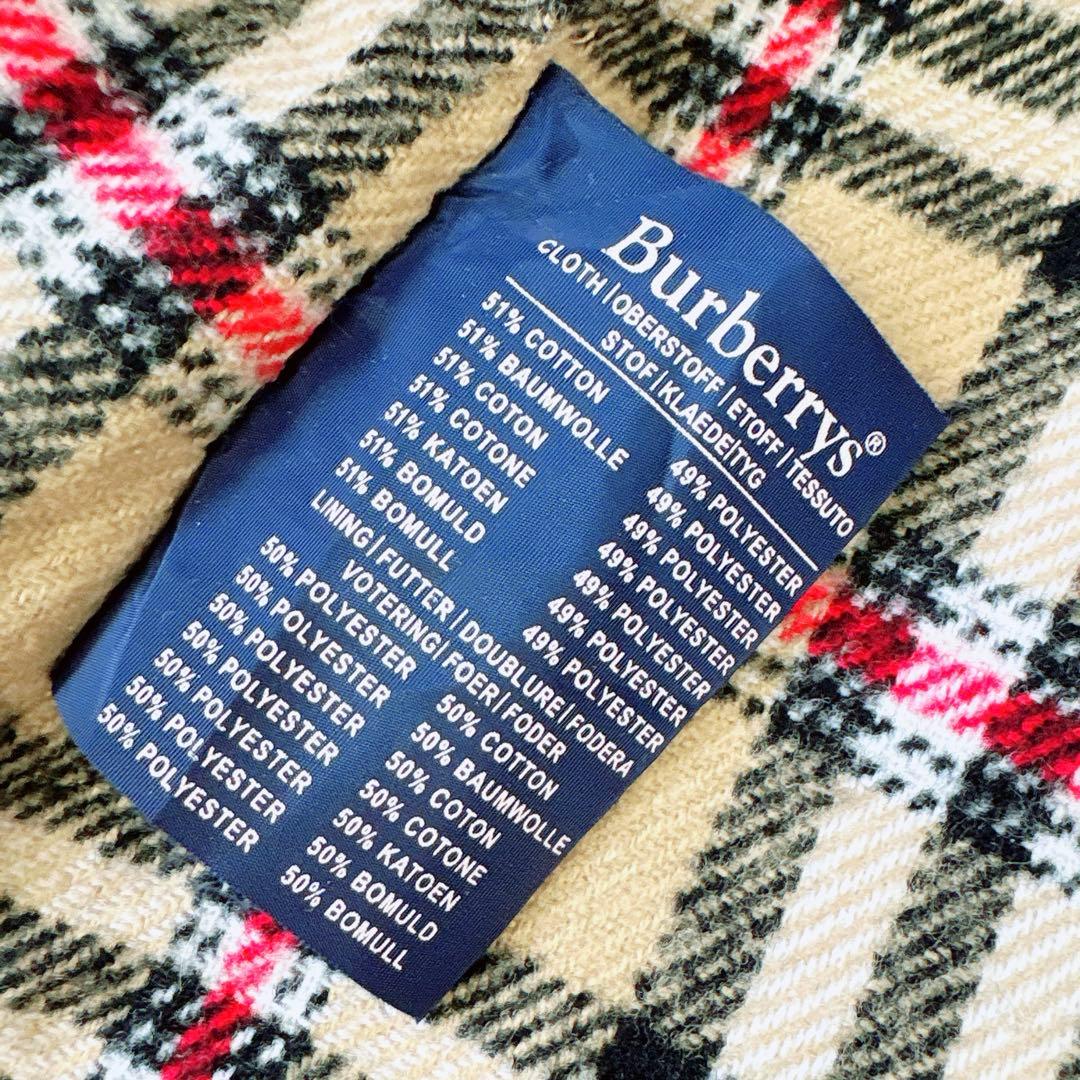 Burberrys®
CLOTH|OBERSTOFF|ETOFF|TESSUTO
STOF|KLAEDE|TYG
51% COTTON 49% POLYESTER
51% BAUMWOLLE 49% POLYESTER
51% COTON 49% POLYESTER
51% COTONE 49% POLYESTER
51% KATOEN 49% POLYESTER
51% BOMULD 49% POLYESTER
51% BOMULL 49% POLYESTER
LINING|FUTTER|DOUBLURE|FODERA
VOTERING|FOER|FODER
50% POLYESTER 50% COTTON
50% POLYESTER 50% BAUMWOLLE
50% POLYESTER 50% COTON
50% POLYESTER 50% COTONE
50% POLYESTER 50% KATOEN
50% POLYESTER 50% BOMULD
50% POLYESTER 50% BOMULL